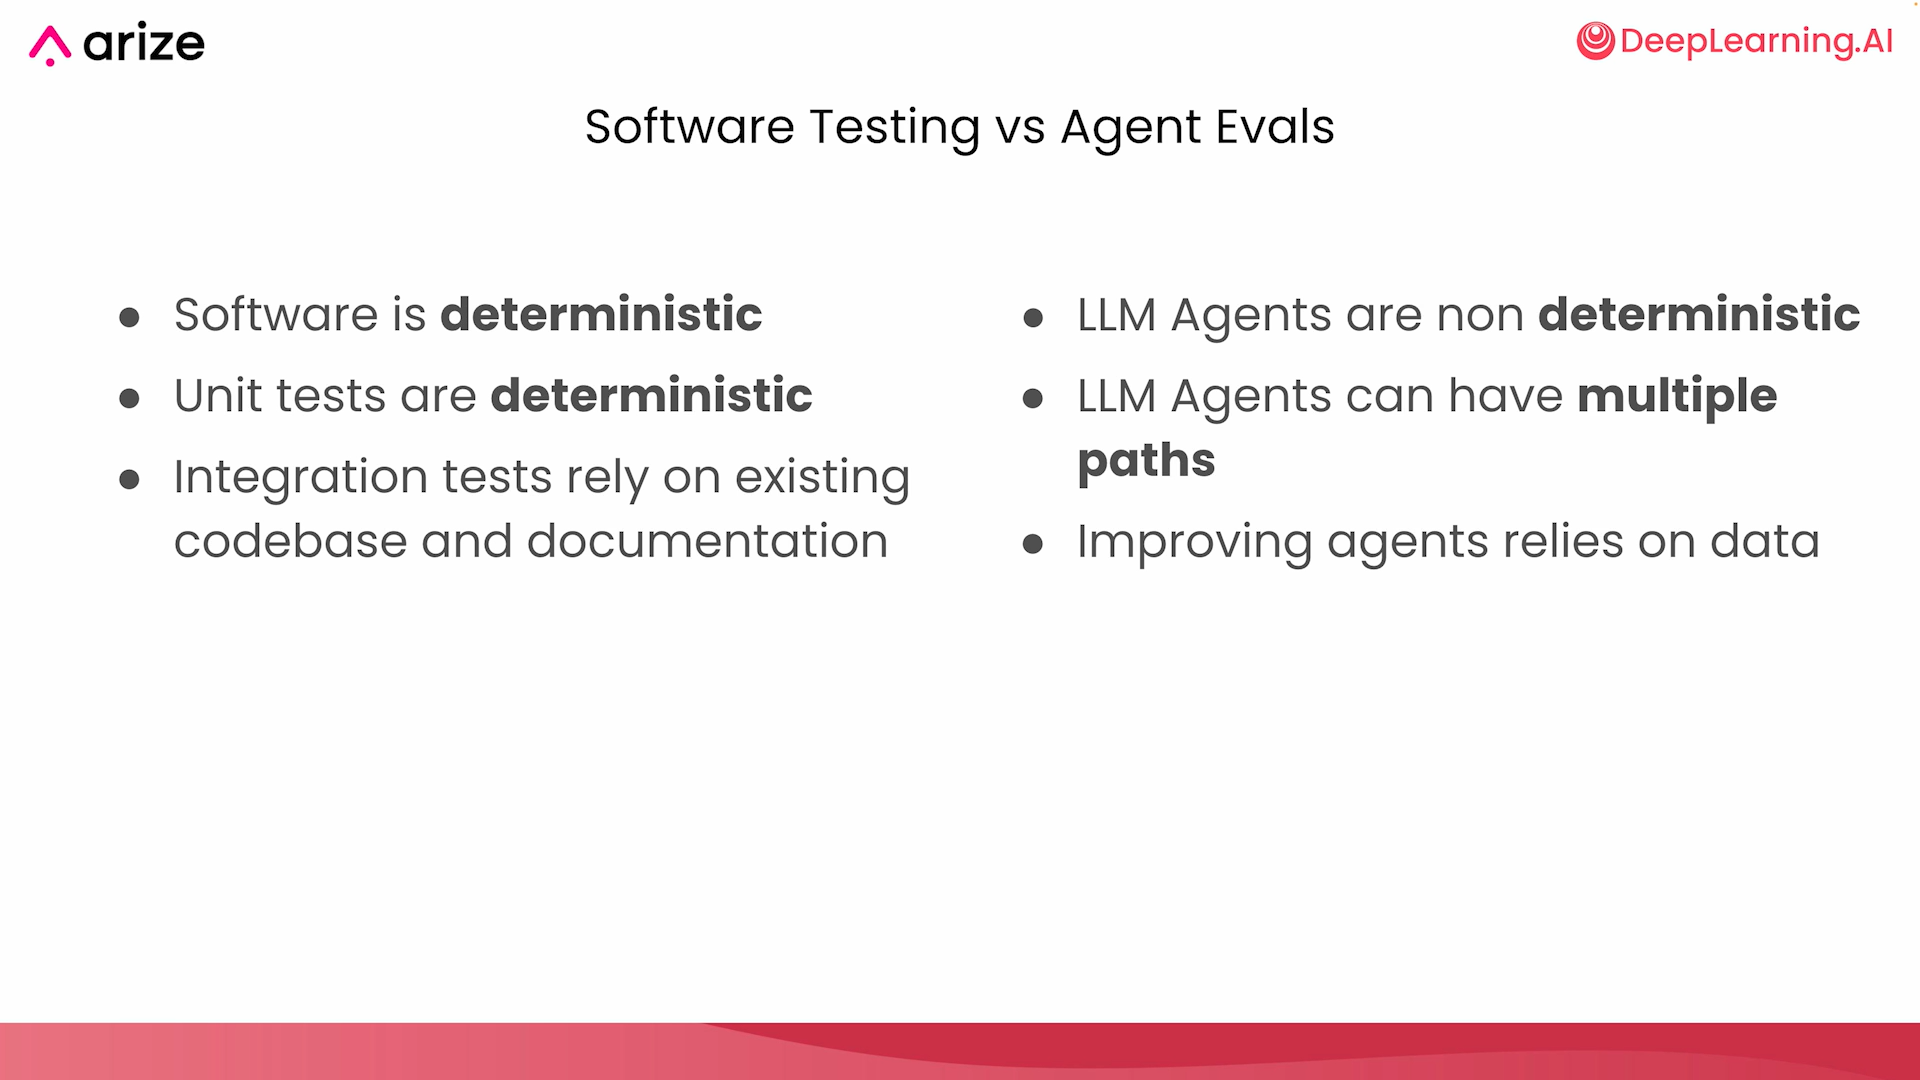 arize
DeepLearning.AI
Software Testing vs Agent Evals
● Software is deterministic
● Unit tests are deterministic
● Integration tests rely on existing
codebase and documentation
● LLM Agents are non deterministic
● LLM Agents can have multiple
paths
● Improving agents relies on data